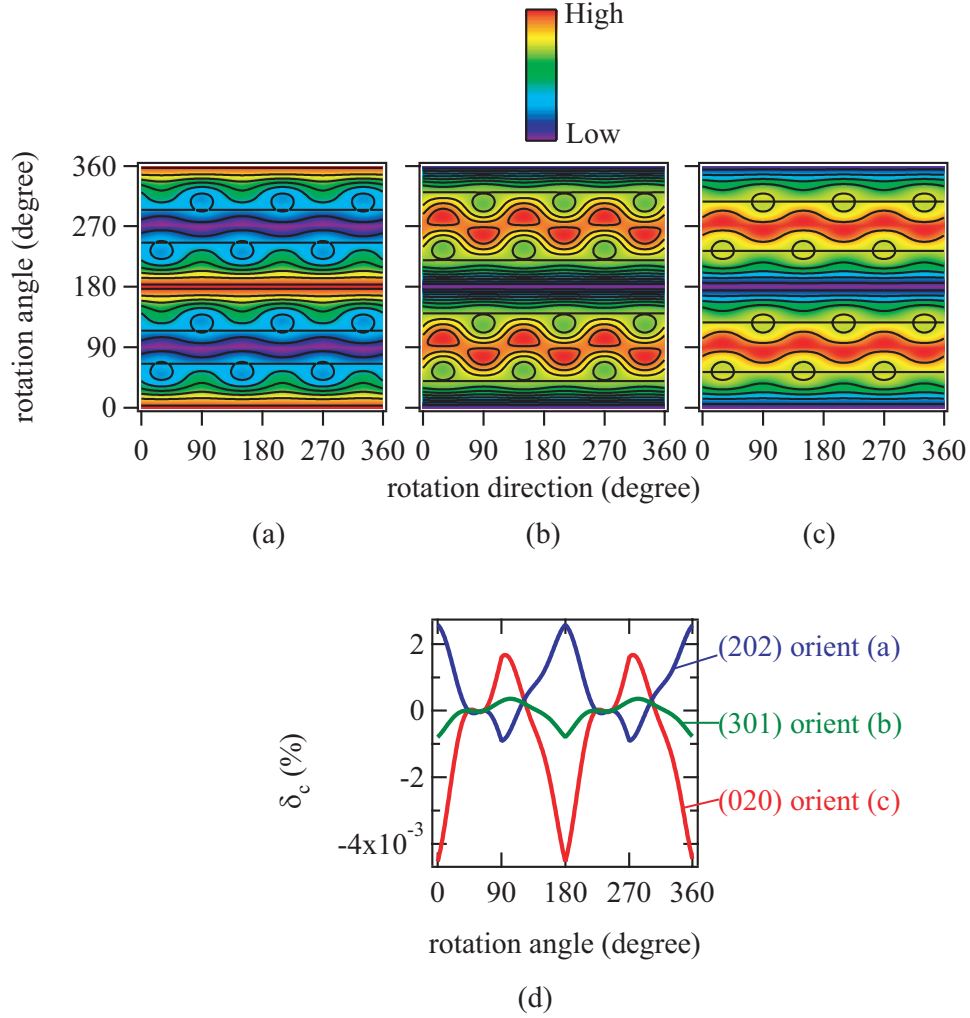 High
Low
rotation angle (degree)
360
270
180
90
0
0 90 180 270 360 0 90 180 270 360 0 90 180 270 360
rotation direction (degree)
(a) (b) (c)
δc (%)
2
0
-2
-4x10-3
(202) orient (a)
(301) orient (b)
(020) orient (c)
0 90 180 270 360
rotation angle (degree)
(d)